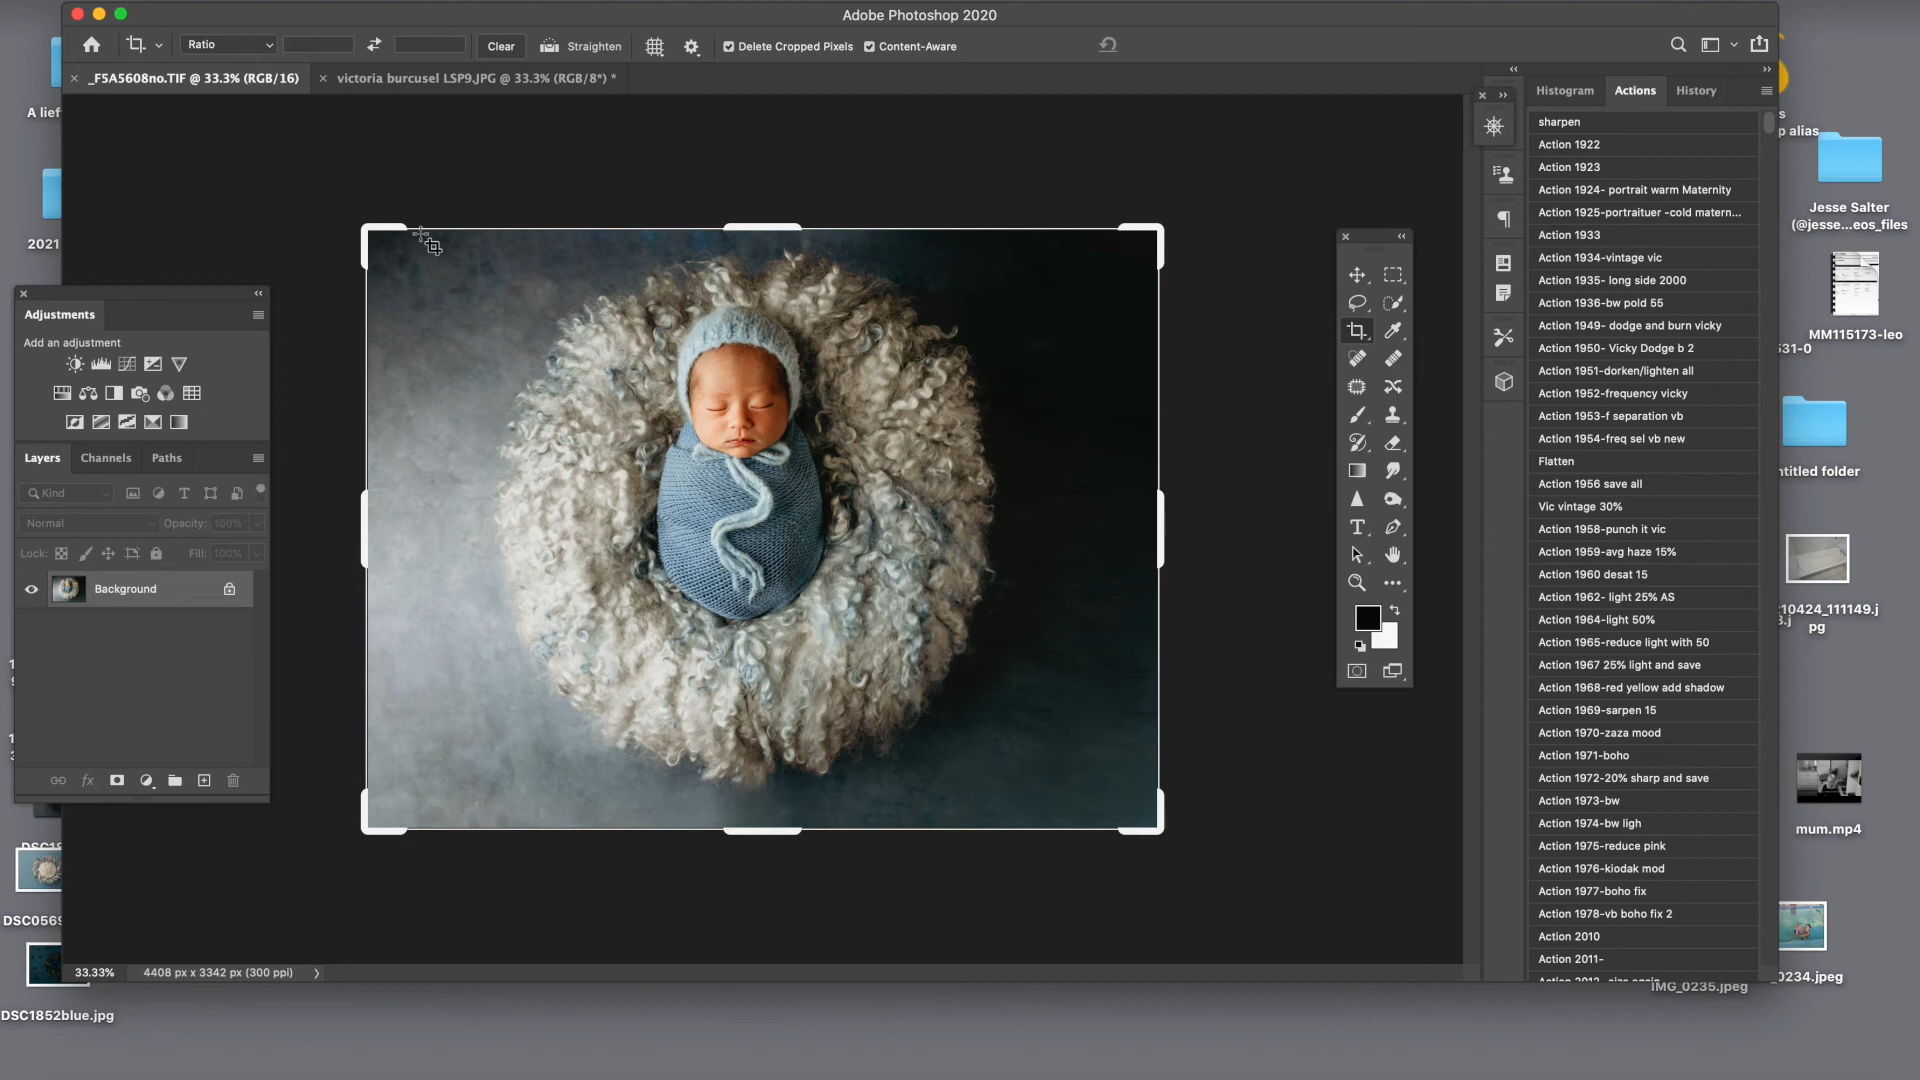 Adobe Photoshop 2020
Ratio
Clear
Straighten
Delete Cropped Pixels
Content-Aware
_F5A5608no.TIF @ 33.3% (RGB/16)
victoria burcusel LSP9.JPG @ 33.3% (RGB/8*) *
Histogram
Actions
History
sharpen
Action 1922
Action 1923
Action 1924- portrait warm Maternity
Action 1925-portraituer -cold matern...
Action 1933
Action 1934-vintage vic
Action 1935- long side 2000
Action 1936-bw pold 55
Action 1949- dodge and burn vicky
Action 1950- Vicky Dodge b 2
Action 1951-dorken/lighten all
Action 1952-frequency vicky
Action 1953-f separation vb
Action 1954-freq sel vb new
Flatten
Action 1956 save all
Vic vintage 30%
Action 1958-punch it vic
Action 1959-avg haze 15%
Action 1960 desat 15
Action 1962- light 25% AS
Action 1964-light 50%
Action 1965-reduce light with 50
Action 1967 25% light and save
Action 1968-red yellow add shadow
Action 1969-sarpen 15
Action 1970-zaza mood
Action 1971-boho
Action 1972-20% sharp and save
Action 1973-bw
Action 1974-bw ligh
Action 1975-reduce pink
Action 1976-kiodak mod
Action 1977-boho fix
Action 1978-vb boho fix 2
Action 2010
Action 2011-
Adjustments
Add an adjustment
Layers
Channels
Paths
Kind
Normal
Opacity: 100%
Lock:
Fill: 100%
Background
33.33%
4408 px x 3342 px (300 ppi)
A lief
2021
DSC18
DSC056
DSC1852blue.jpg
s
p alias
Jesse Salter
(@jesse...eos_files
MM115173-leo
531-0
ntitled folder
210424_111149.j
pg
mum.mp4
_0234.jpeg
IMG_0235.jpeg